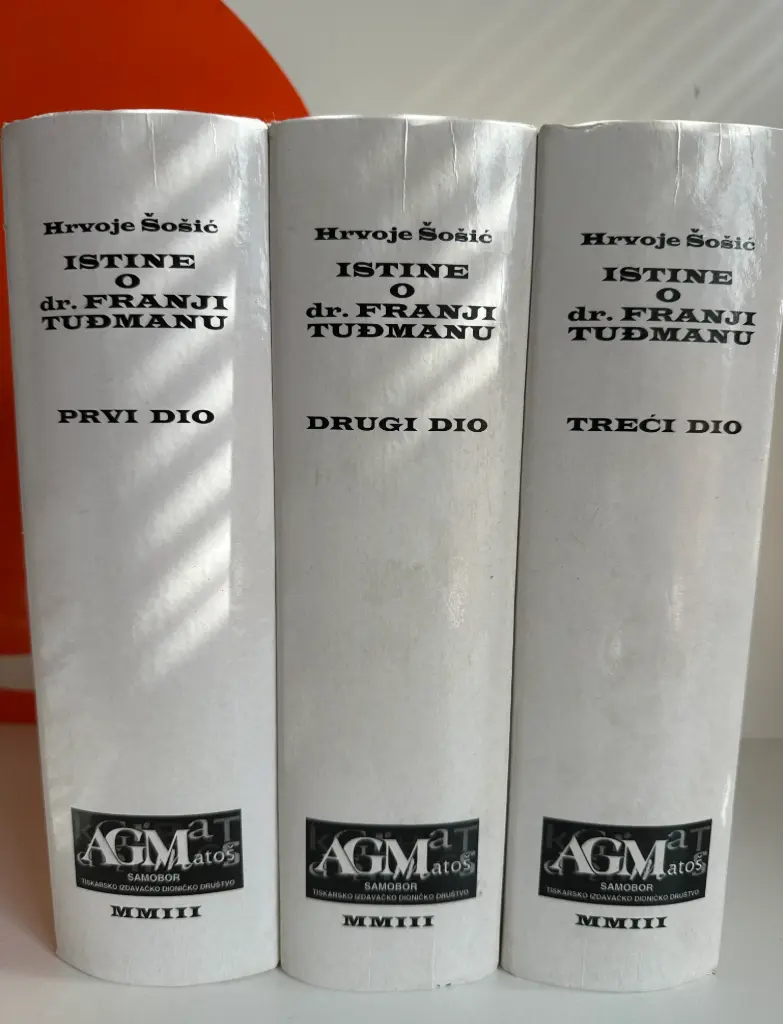 Hrvoje Šošić
ISTINE
O
dr. FRANJI
TUĐMANU
PRVI DIO
AGMatoš
SAMOBOR
TISKARSKO IZDAVAČKO DIONIČKO DRUŠTVO
MMIII
Hrvoje Šošić
ISTINE
O
dr. FRANJI
TUĐMANU
DRUGI DIO
AGMatoš
SAMOBOR
TISKARSKO IZDAVAČKO DIONIČKO DRUŠTVO
MMIII
Hrvoje Šošić
ISTINE
O
dr. FRANJI
TUĐMANU
TREĆI DIO
AGMatoš
SAMOBOR
TISKARSKO IZDAVAČKO DIONIČKO DRUŠTVO
MMIII